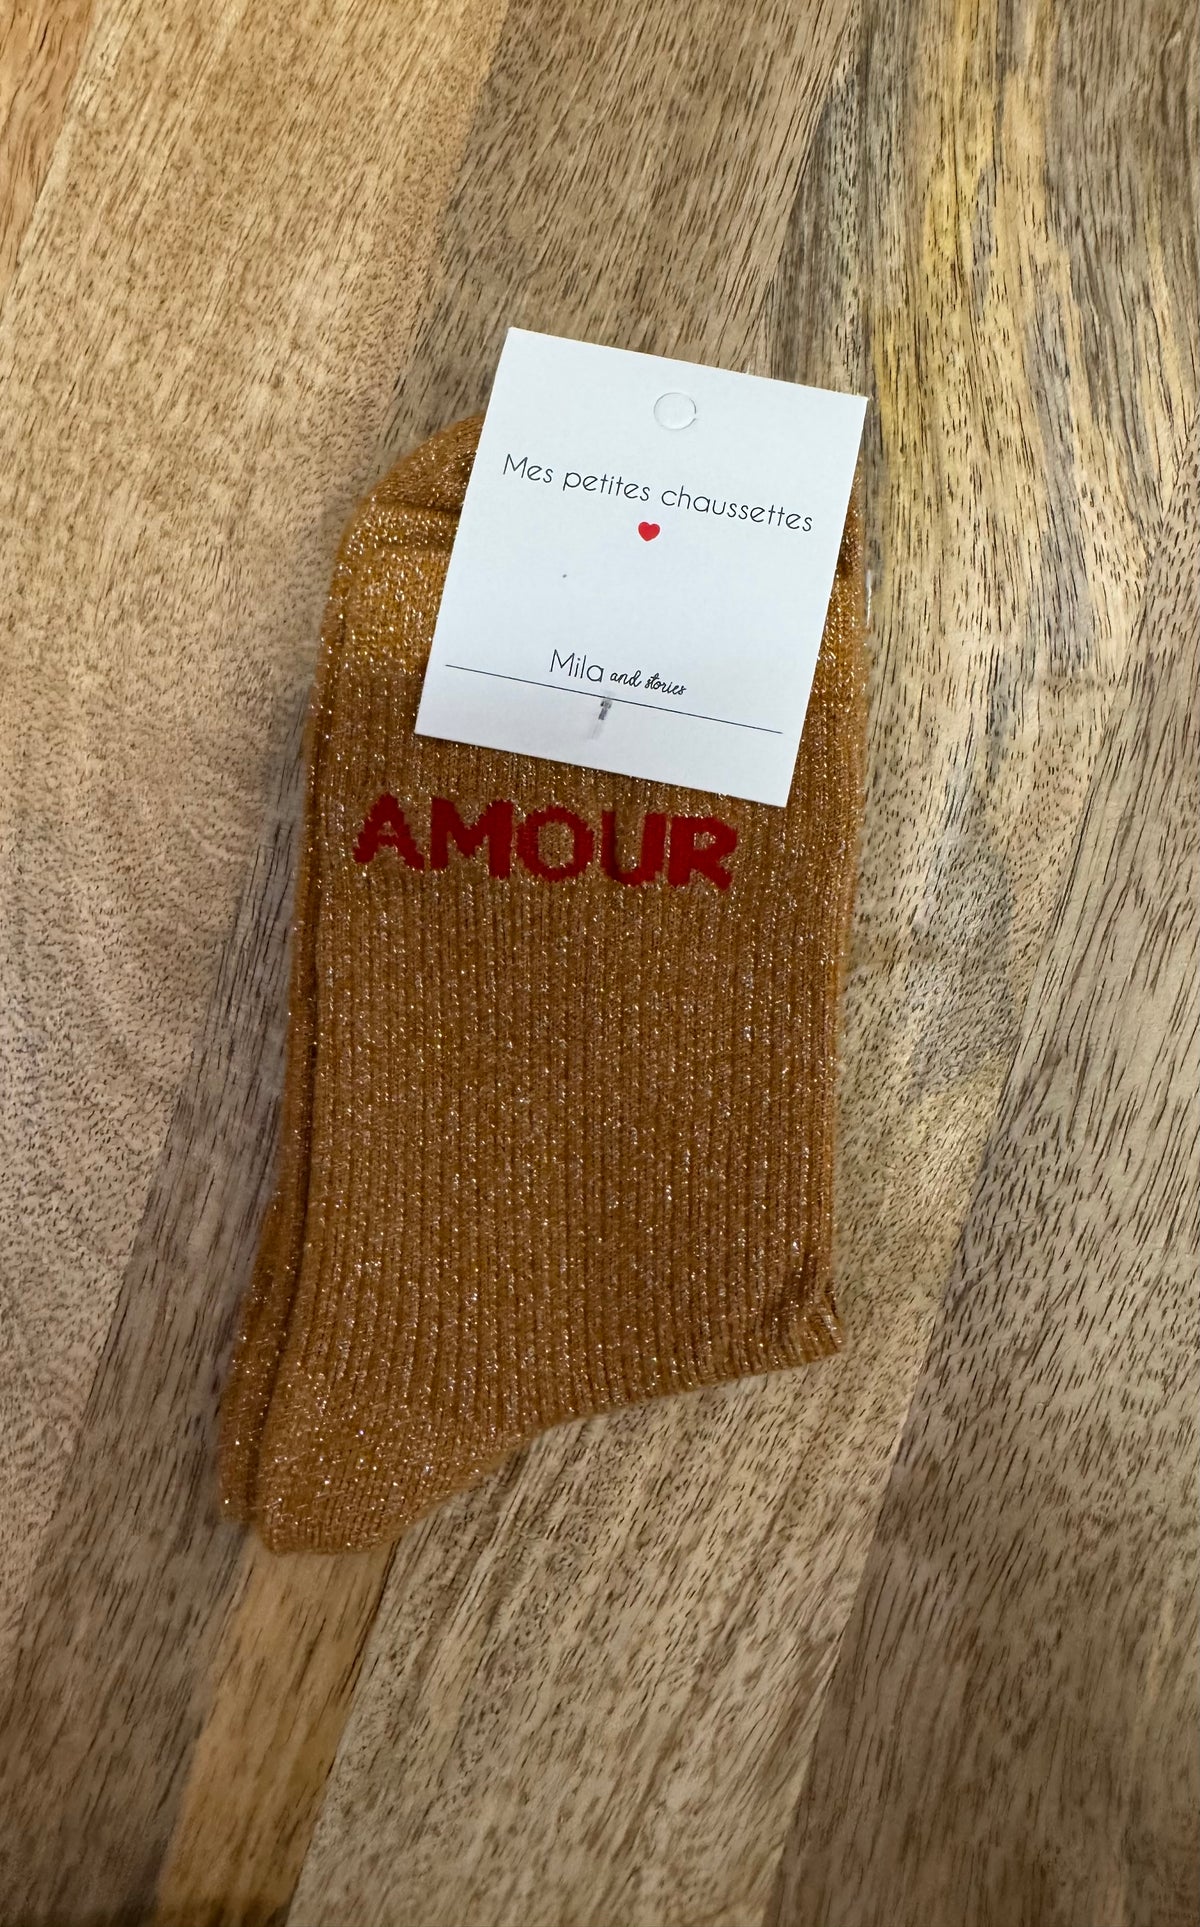 Mes petites chaussettes
Mila and stories
AMOUR